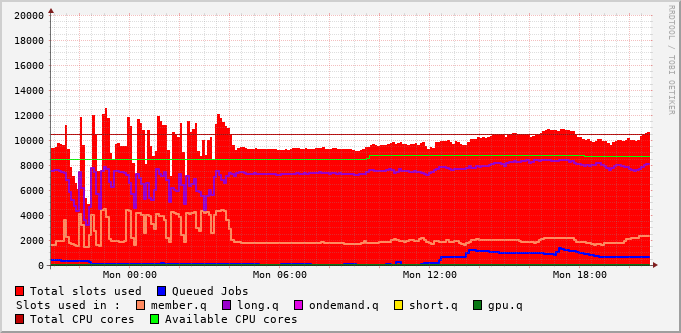 20000
18000
16000
14000
12000
10000
8000
6000
4000
2000
0
Mon 00:00 Mon 06:00 Mon 12:00 Mon 18:00
RRDTOOL / TOBI OETIKER
Total slots used Queued Jobs
Slots used in : member.q long.q ondemand.q short.q gpu.q
Total CPU cores Available CPU cores